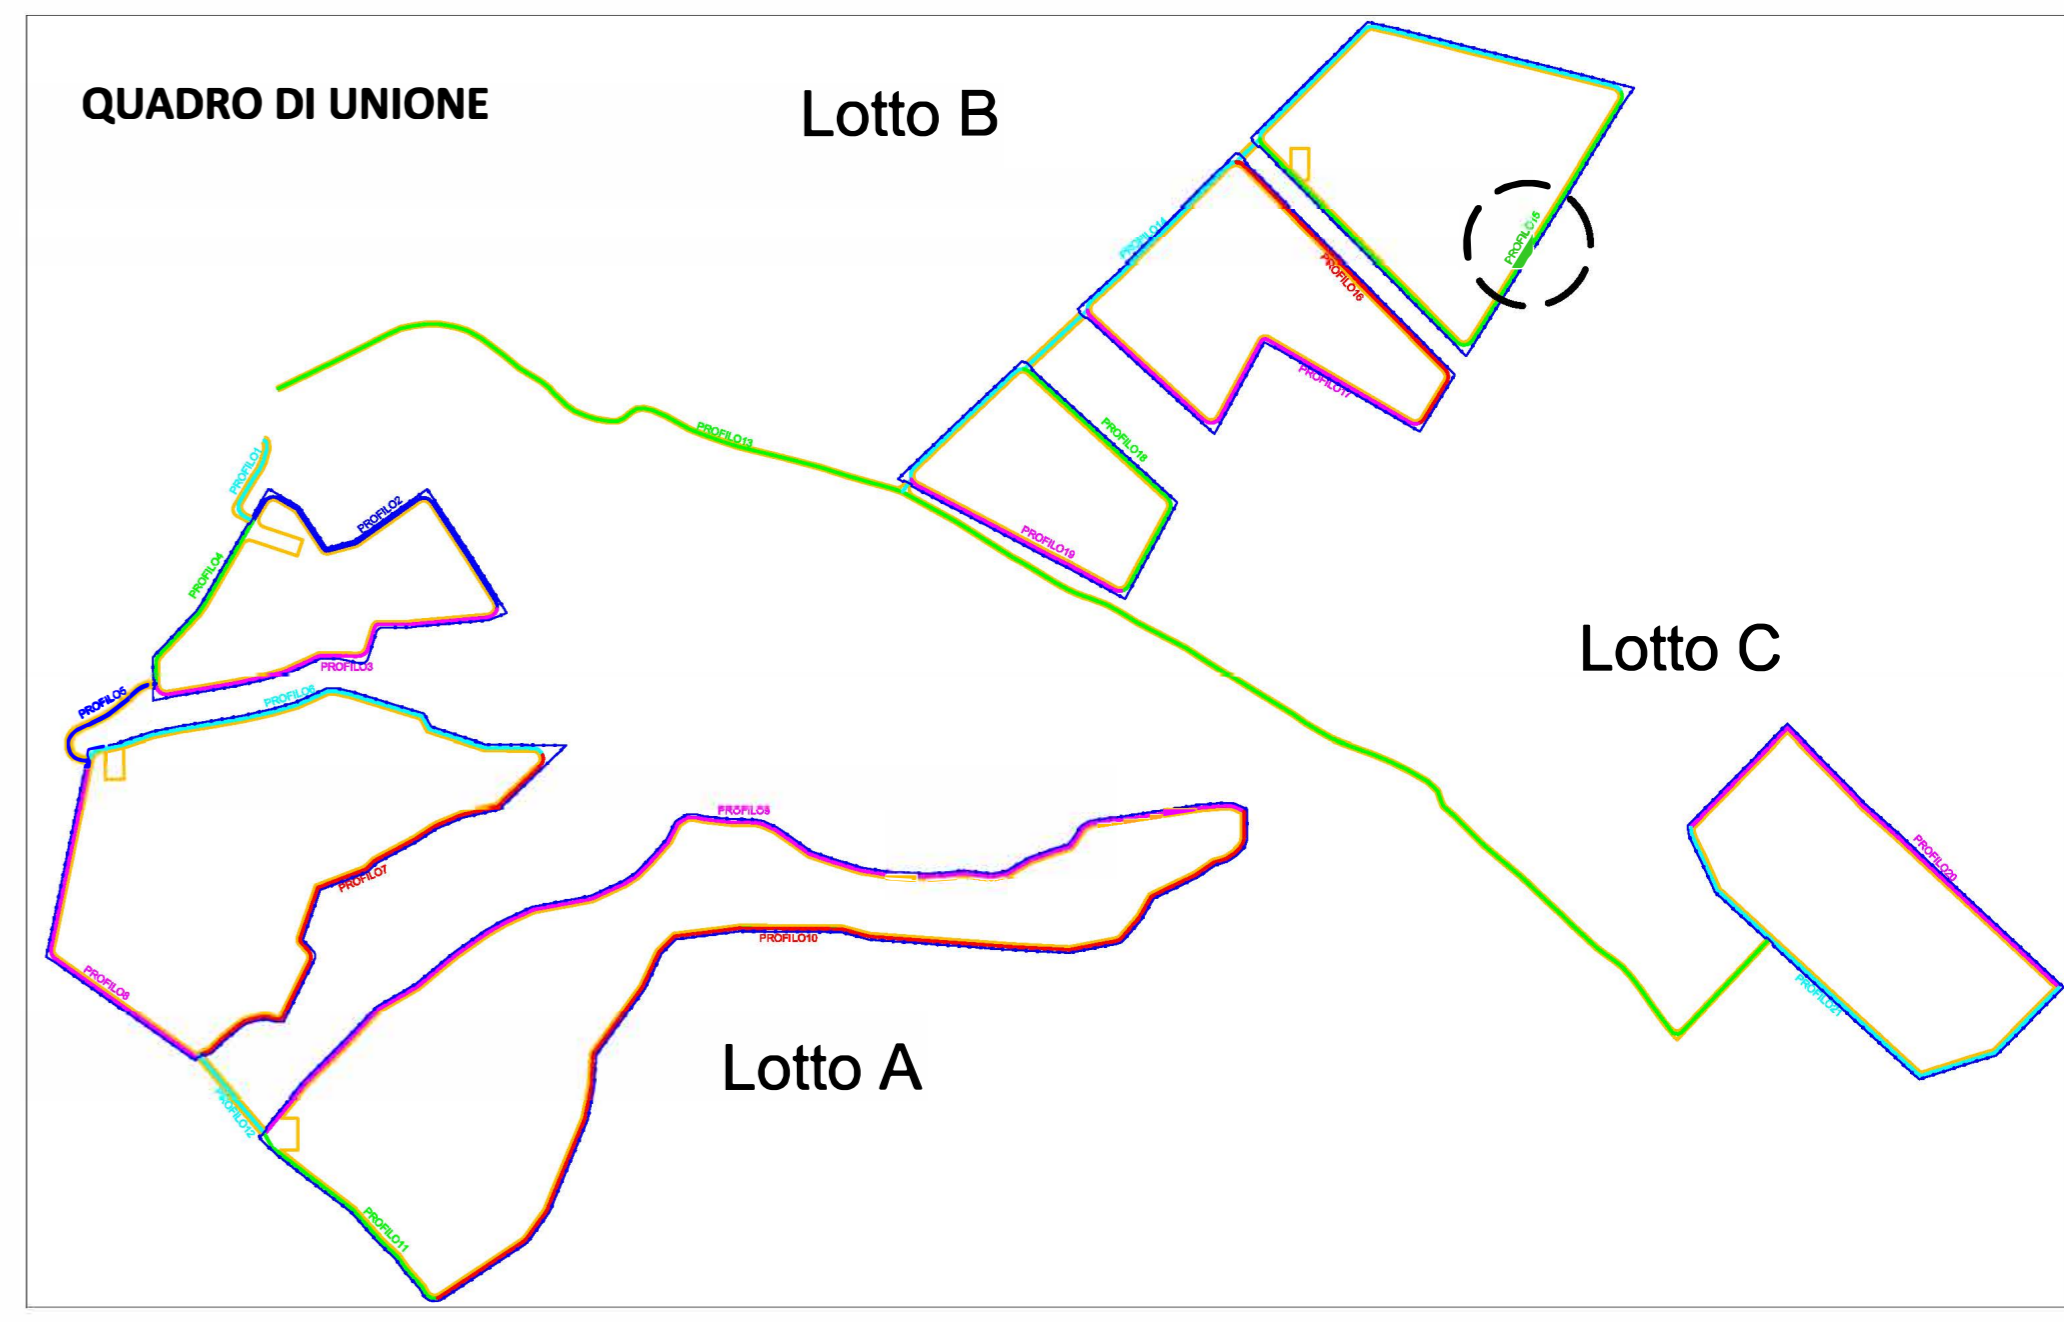 QUADRO DI UNIONE
Lotto B
PROFILO14
PROFILO15
PROFILO16
PROFILO17
PROFILO13
PROFILO18
PROFILO1
PROFILO2
PROFILO19
PROFILO4
Lotto C
PROFILO3
PROFILO5
PROFILO6
PROFILO9
PROFILO7
PROFILO20
PROFILO10
PROFILO8
PROFILO21
Lotto A
PROFILO12
PROFILO11